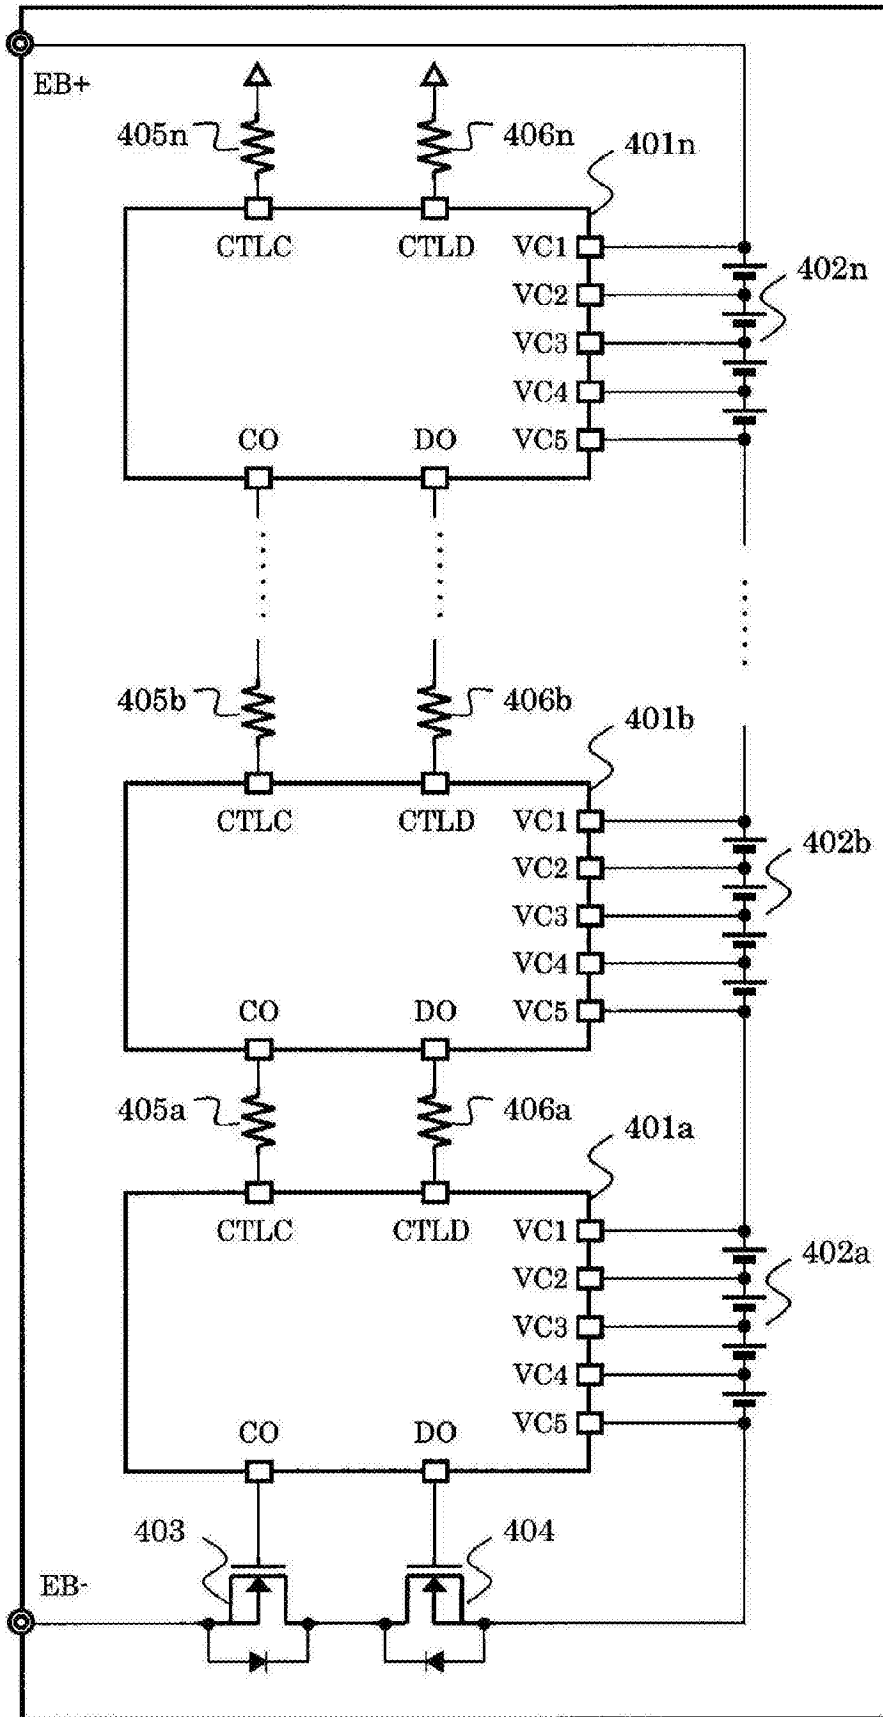 EB+
405n
406n
401n
CTLC
CTLD
VC1
VC2
402n
VC3
VC4
CO
DO
VC5
405b
406b
401b
CTLC
CTLD
VC1
402b
VC2
VC3
VC4
CO
DO
VC5
405a
406a
401a
CTLC
CTLD
VC1
402a
VC2
VC3
VC4
CO
DO
VC5
403
404
EB-